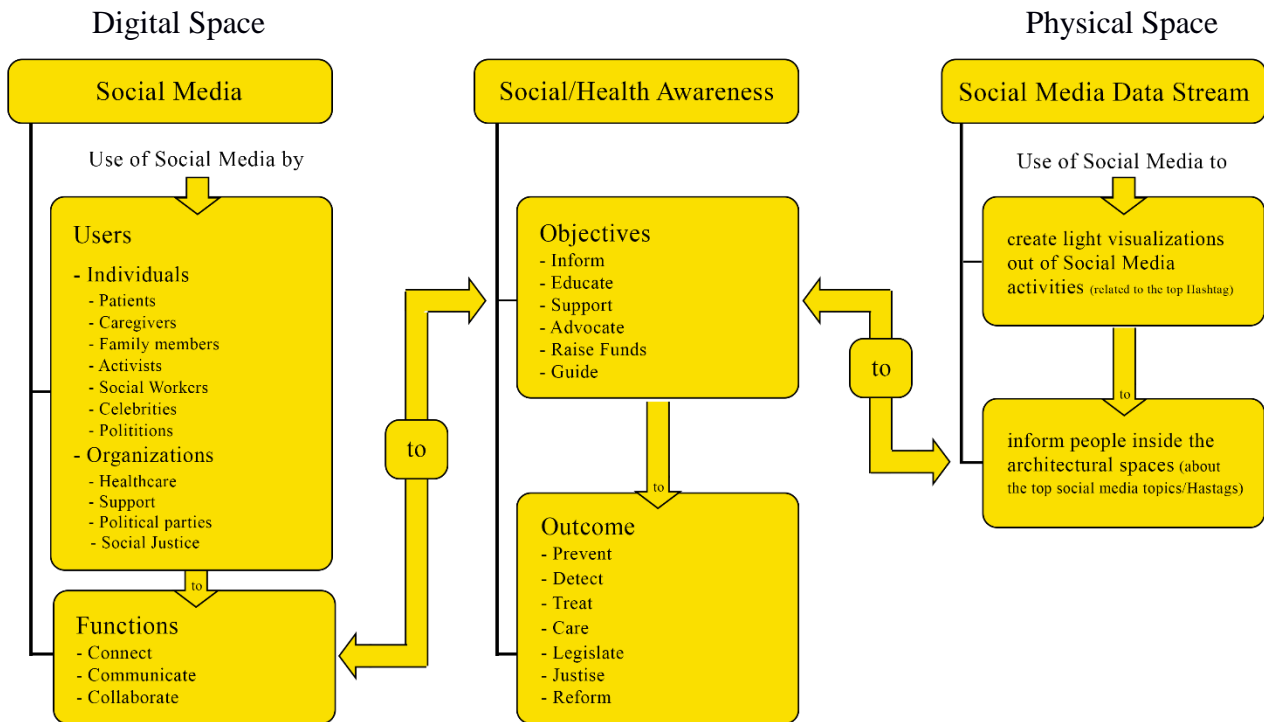 Digital Space
Social Media
Use of Social Media by
Users
- Individuals
- Patients
- Caregivers
- Family members
- Activists
- Social Workers
- Celebrities
- Polititions
- Organizations
- Healthcare
- Support
- Political parties
- Social Justice
to
Functions
- Connect
- Communicate
- Collaborate
to
Social/Health Awareness
Objectives
- Inform
- Educate
- Support
- Advocate
- Raise Funds
- Guide
to
Outcome
- Prevent
- Detect
- Treat
- Care
- Legislate
- Justise
- Reform
to
Physical Space
Social Media Data Stream
Use of Social Media to
create light visualizations
out of Social Media
activities (related to the top Hashtag)
to
inform people inside the
architectural spaces (about
the top social media topics/Hastags)